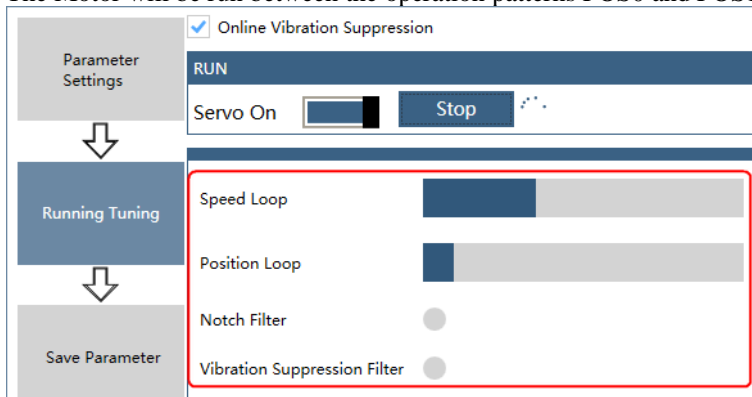 Online Vibration Suppression
Parameter
Settings
RUN
Servo On
Stop
Running Tuning
Speed Loop
Position Loop
Notch Filter
Save Parameter
Vibration Suppression Filter